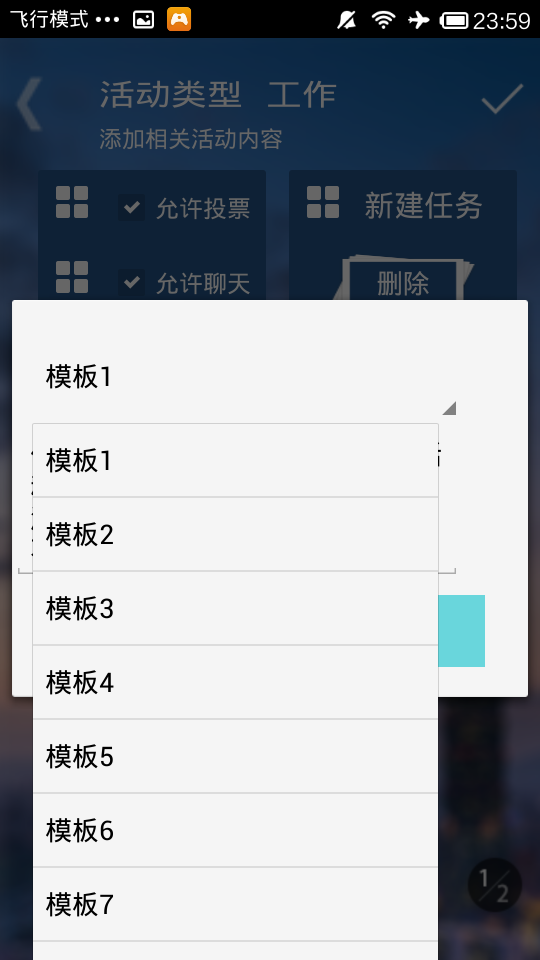 飞行模式 ••• 23:59
活动类型 工作
添加相关活动内容
允许投票
新建任务
允许聊天
删除
模板1
模板1
模板2
模板3
模板4
模板5
模板6
模板7
1/2